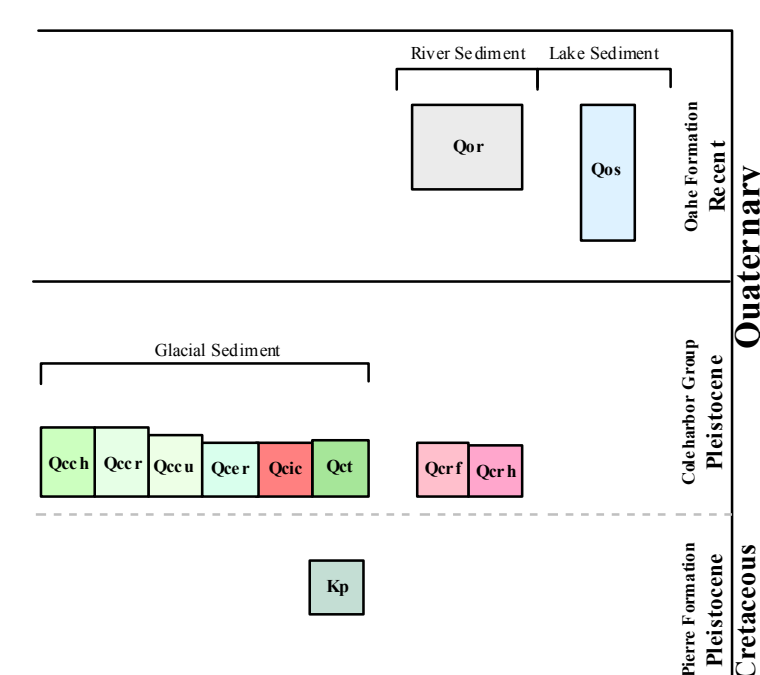 River Sediment
Lake Sediment
Qor
Qos
Oahe Formation
Recent
Quaternary
Glacial Sediment
Qcch
Qccr
Qccu
Qcer
Qcic
Qct
Qcrf
Qcrh
Coleharbor Group
Pleistocene
Kp
Pierre Formation
Pleistocene
Cretaceous